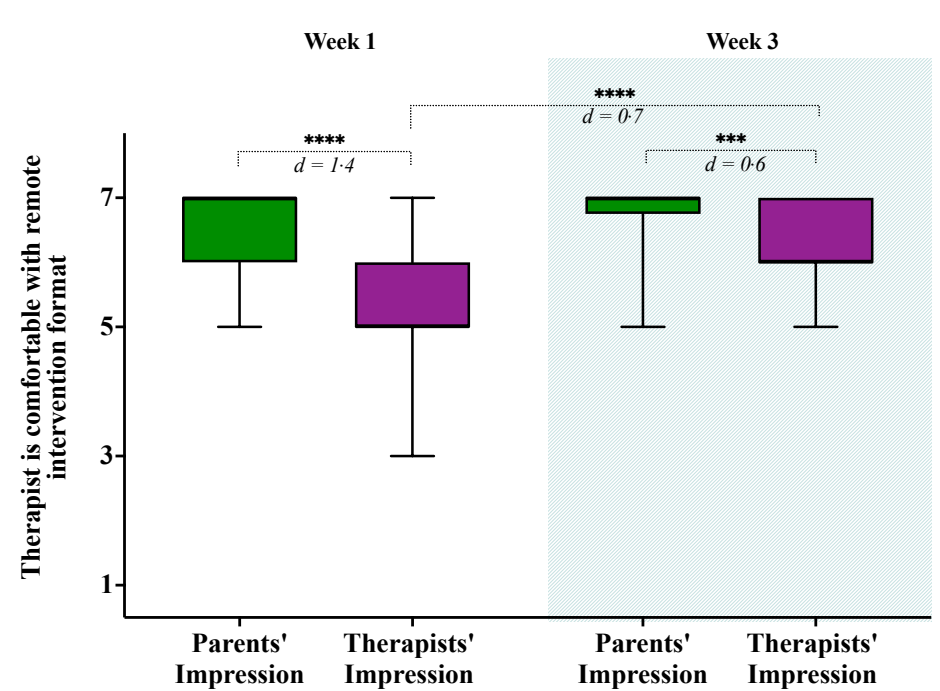 Week 1
Week 3
****
d = 0·7
****
d = 1·4
***
d = 0·6
Therapist is comfortable with remote
intervention format
7
5
3
1
Parents'
Impression
Therapists'
Impression
Parents'
Impression
Therapists'
Impression